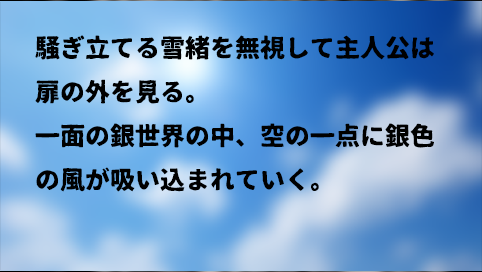 騒ぎ立てる雪緒を無視して主人公は
扉の外を見る。
一面の銀世界の中、空の一点に銀色
の風が吸い込まれていく。